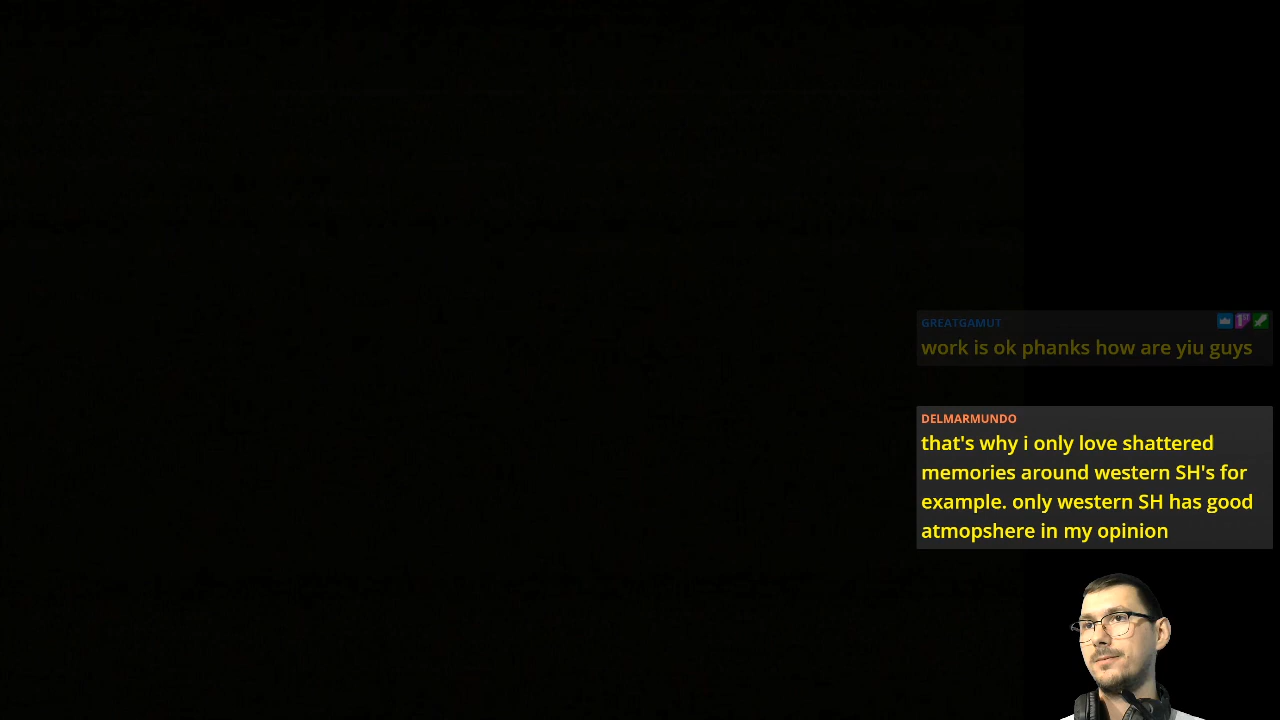 GREATGAMUT
work is ok phanks how are yiu guys
DELMARMUNDO
that's why i only love shattered
memories around western SH's for
example. only western SH has good
atmopshere in my opinion